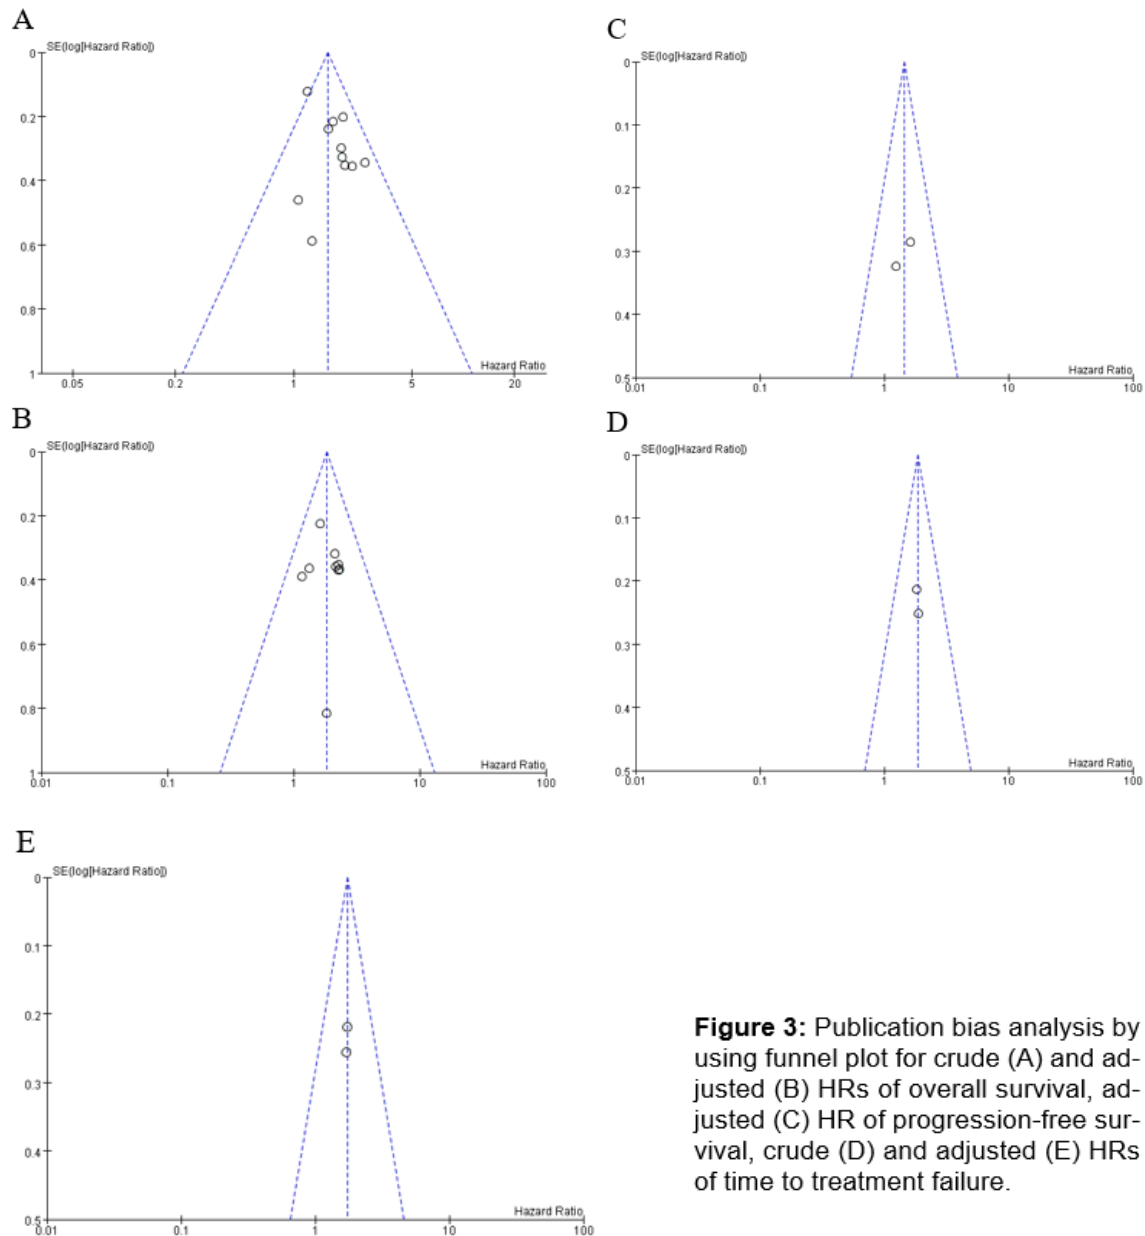 A
SE(log[Hazard Ratio])
0
0.2
0.4
0.6
0.8
1
Hazard Ratio
0.05 0.2 1 5 20
C
SE(log[Hazard Ratio])
0
0.1
0.2
0.3
0.4
0.5
Hazard Ratio
0.01 0.1 1 10 100
B
SE(log[Hazard Ratio])
0
0.2
0.4
0.6
0.8
1
Hazard Ratio
0.01 0.1 1 10 100
D
SE(log[Hazard Ratio])
0
0.1
0.2
0.3
0.4
0.5
Hazard Ratio
0.01 0.1 1 10 100
E
SE(log[Hazard Ratio])
0
0.1
0.2
0.3
0.4
0.5
Hazard Ratio
0.01 0.1 1 10 100
Figure 3: Publication bias analysis by
using funnel plot for crude (A) and ad-
justed (B) HRs of overall survival, ad-
justed (C) HR of progression-free sur-
vival, crude (D) and adjusted (E) HRs
of time to treatment failure.